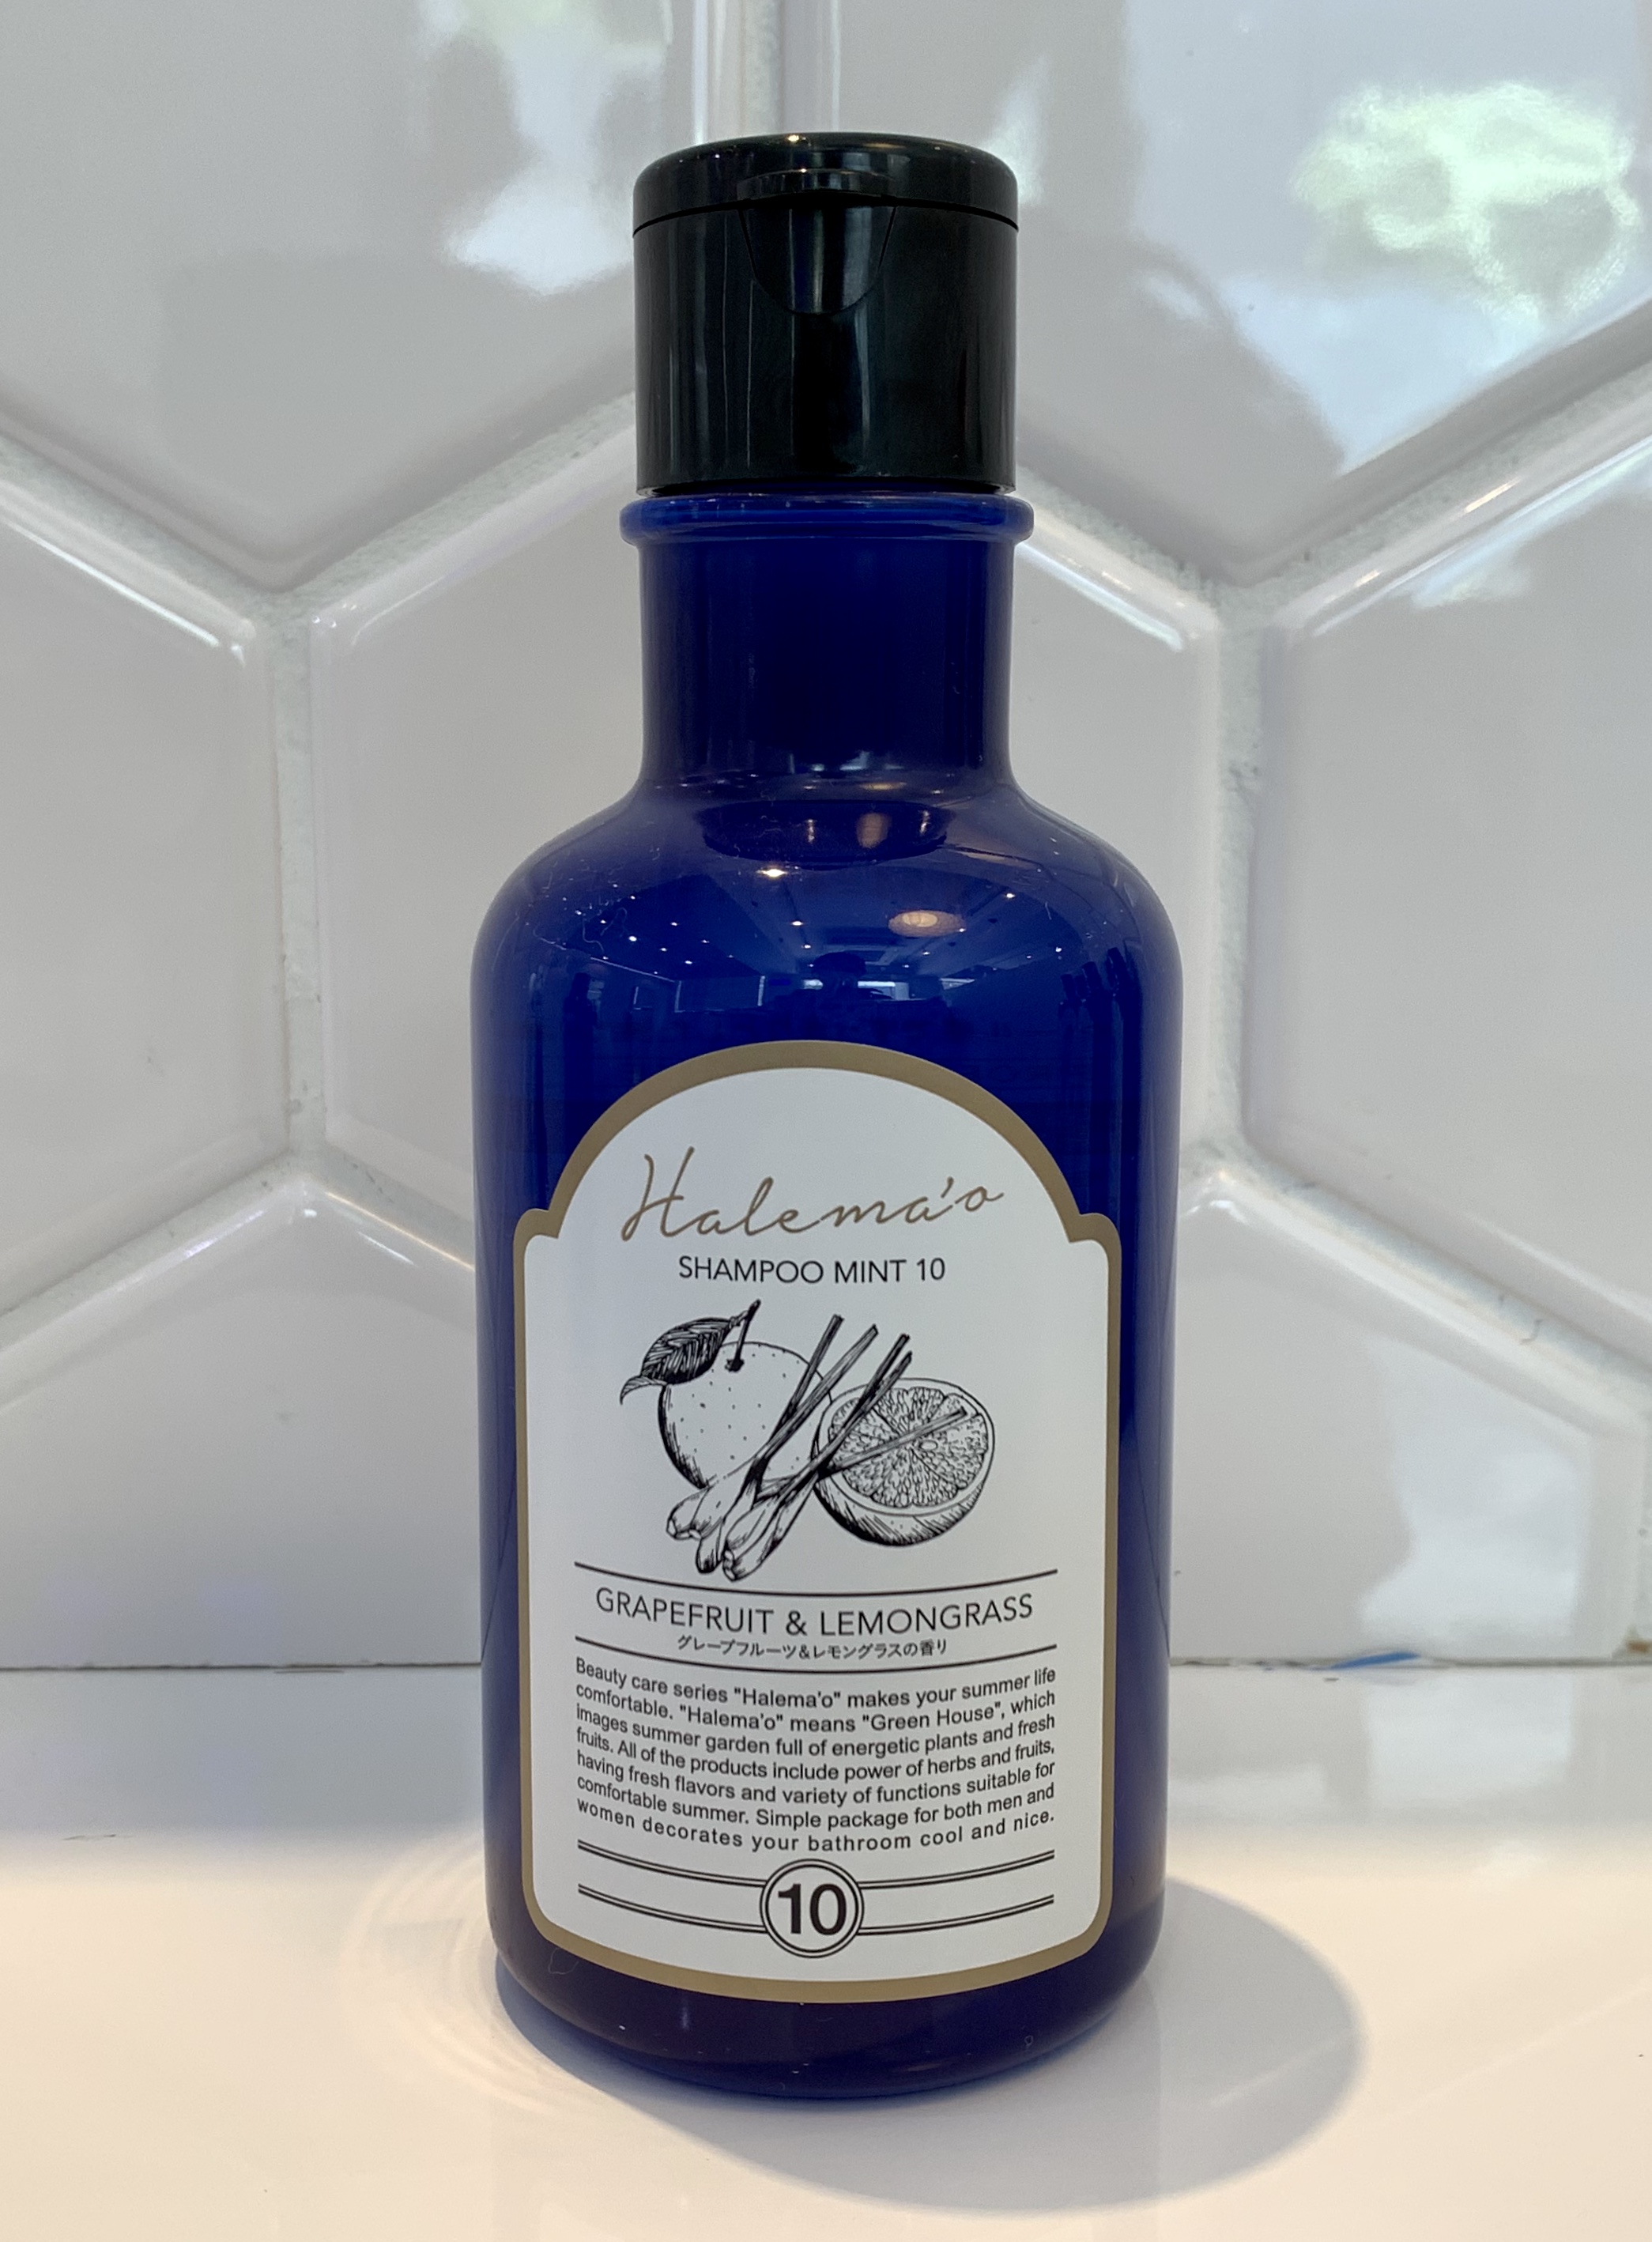 Halema'o
SHAMPOO MINT 10
GRAPEFRUIT & LEMONGRASS
グレープフルーツ&レモングラスの香り
Beauty care series "Halema'o" makes your summer life
comfortable. "Halema'o" means "Green House", which
images summer garden full of energetic plants and fresh
fruits. All of the products include power of herbs and fruits,
having fresh flavors and variety of functions suitable for
comfortable summer. Simple package for both men and
women decorates your bathroom cool and nice.
10